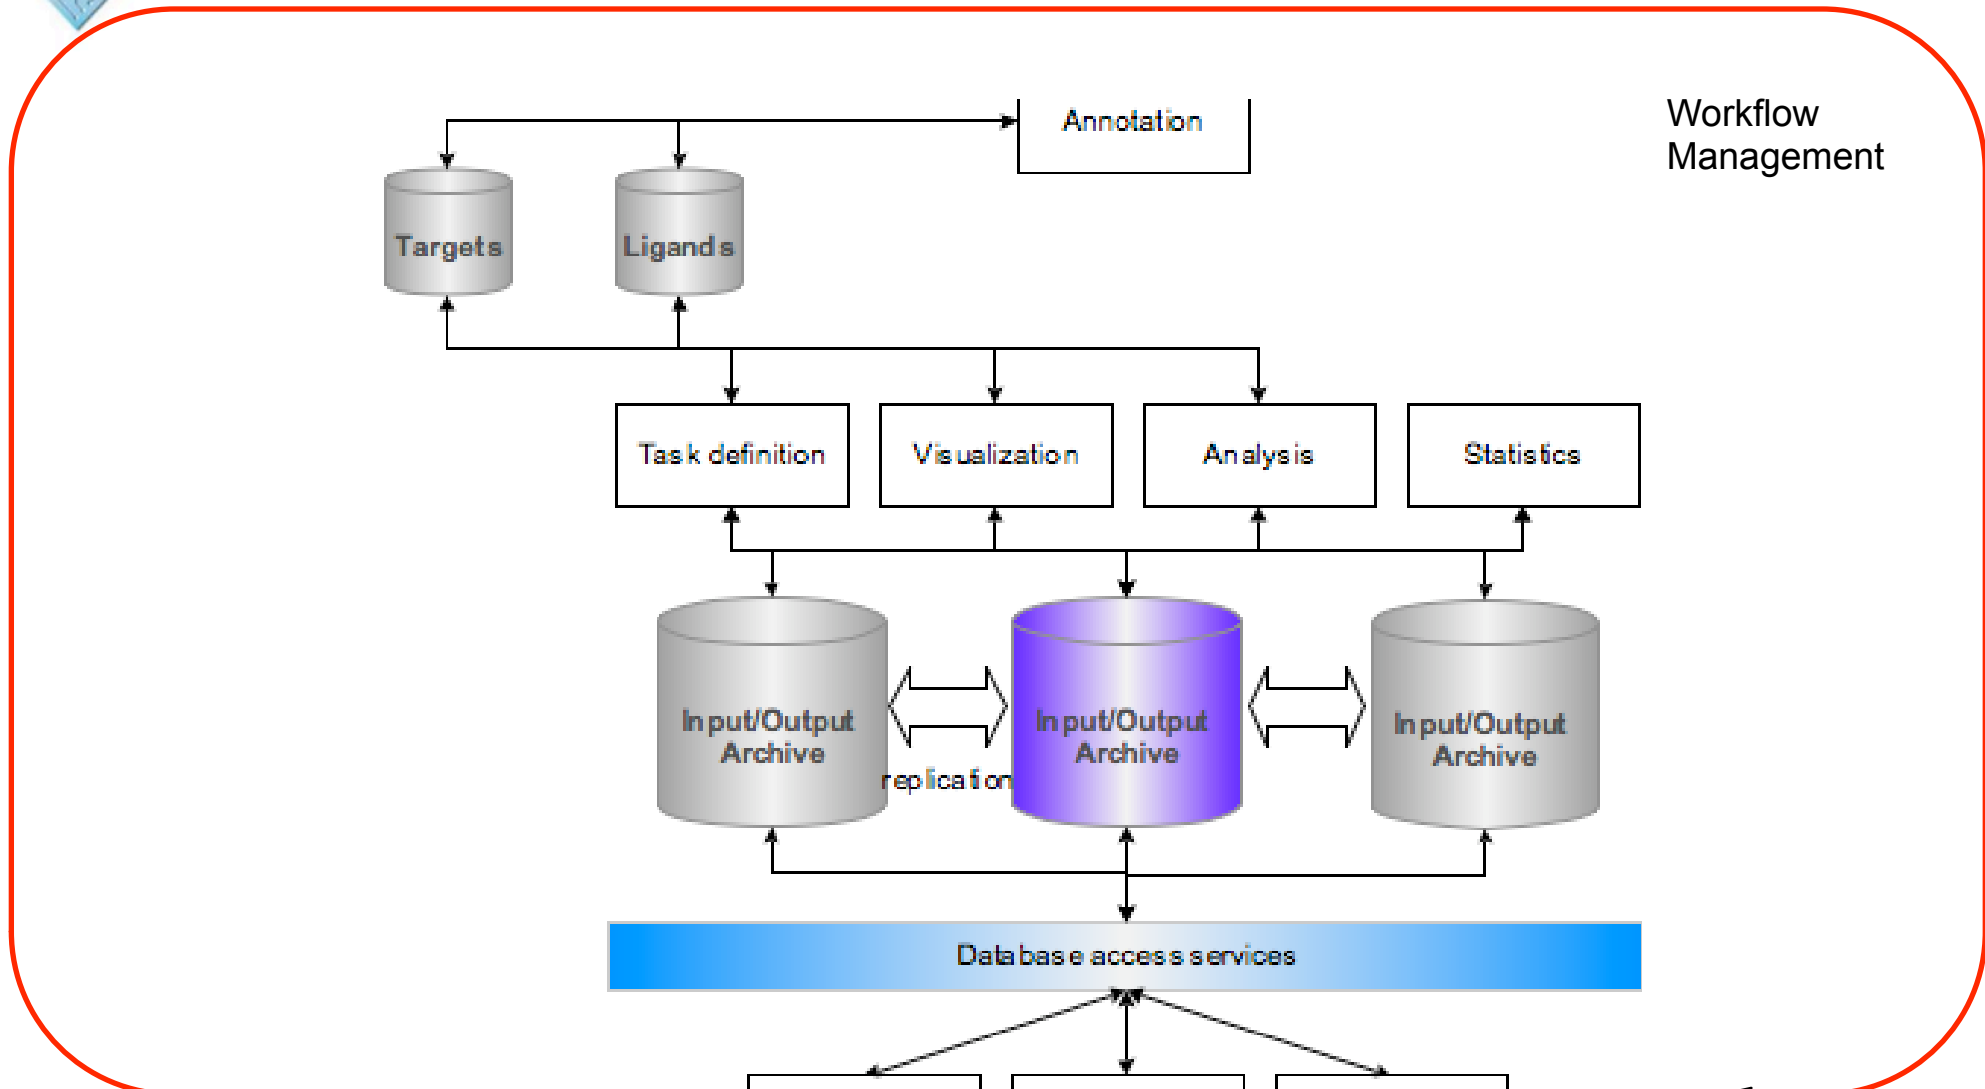 Annotation
Workflow
Management
Targets
Ligands
Task definition
Visualization
Analysis
Statistics
Input/Output
Archive
replication
Input/Output
Archive
Input/Output
Archive
Database access services